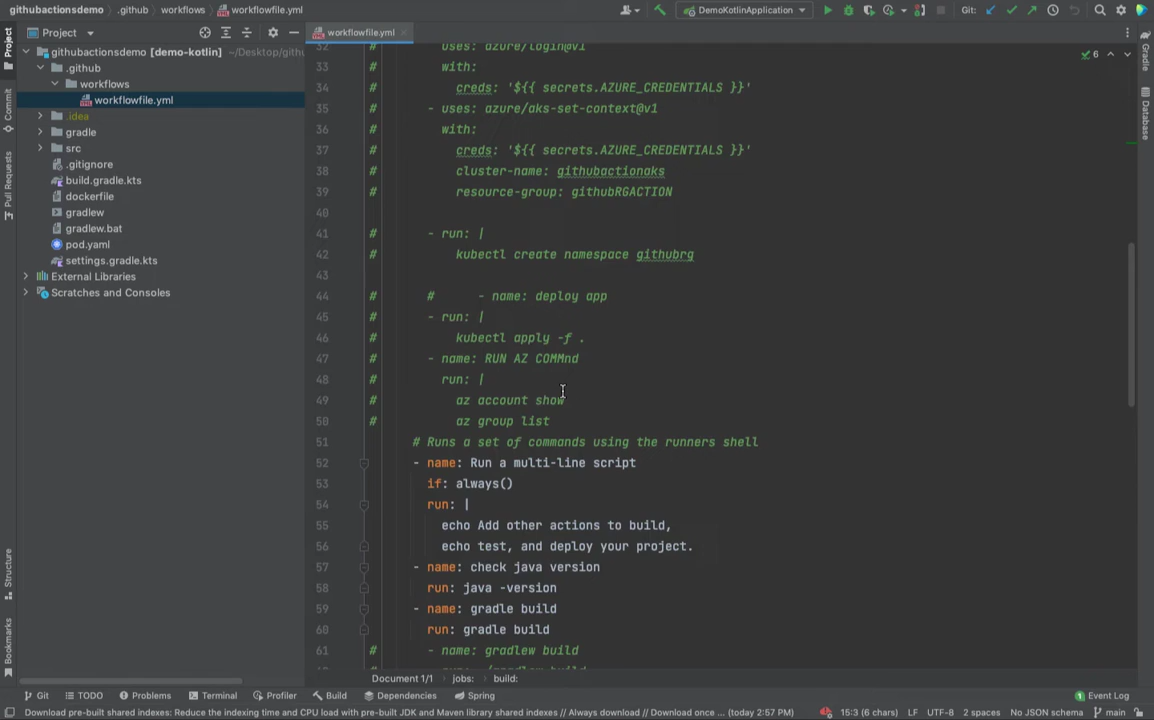 githubactionsdemo > .github > workflows > workflowfile.yml
DemoKotlinApplication
Git:
Project
workflowfile.yml
6
githubactionsdemo [demo-kotlin] ~/Desktop/githu
.github
workflows
workflowfile.yml
.idea
gradle
src
.gitignore
build.gradle.kts
dockerfile
gradlew
gradlew.bat
pod.yaml
settings.gradle.kts
External Libraries
Scratches and Consoles
Project
Commit
Pull Requests
Structure
Bookmarks
32 # uses: azure/login@v1
33 # with:
34 # creds: '${{ secrets.AZURE_CREDENTIALS }}'
35 # - uses: azure/aks-set-context@v1
36 # with:
37 # creds: '${{ secrets.AZURE_CREDENTIALS }}'
38 # cluster-name: githubactionaks
39 # resource-group: githubRGACTION
40
41 # - run: |
42 # kubectl create namespace githubrg
43
44 # # - name: deploy app
45 # - run: |
46 # kubectl apply -f .
47 # - name: RUN AZ COMMnd
48 # run: |
49 # az account show
50 # az group list
51 # Runs a set of commands using the runners shell
52 - name: Run a multi-line script
53 if: always()
54 run: |
55 echo Add other actions to build,
56 echo test, and deploy your project.
57 - name: check java version
58 run: java -version
59 - name: gradle build
60 run: gradle build
61 # - name: gradlew build
Gradle
Database
Document 1/1 jobs: build:
Git
TODO
Problems
Terminal
Profiler
Build
Dependencies
Spring
1 Event Log
Download pre-built shared indexes: Reduce the indexing time and CPU load with pre-built JDK and Maven library shared indexes // Always download // Download once ... (today 2:57 PM)
15:3 (6 chars) LF UTF-8 2 spaces No JSON schema main